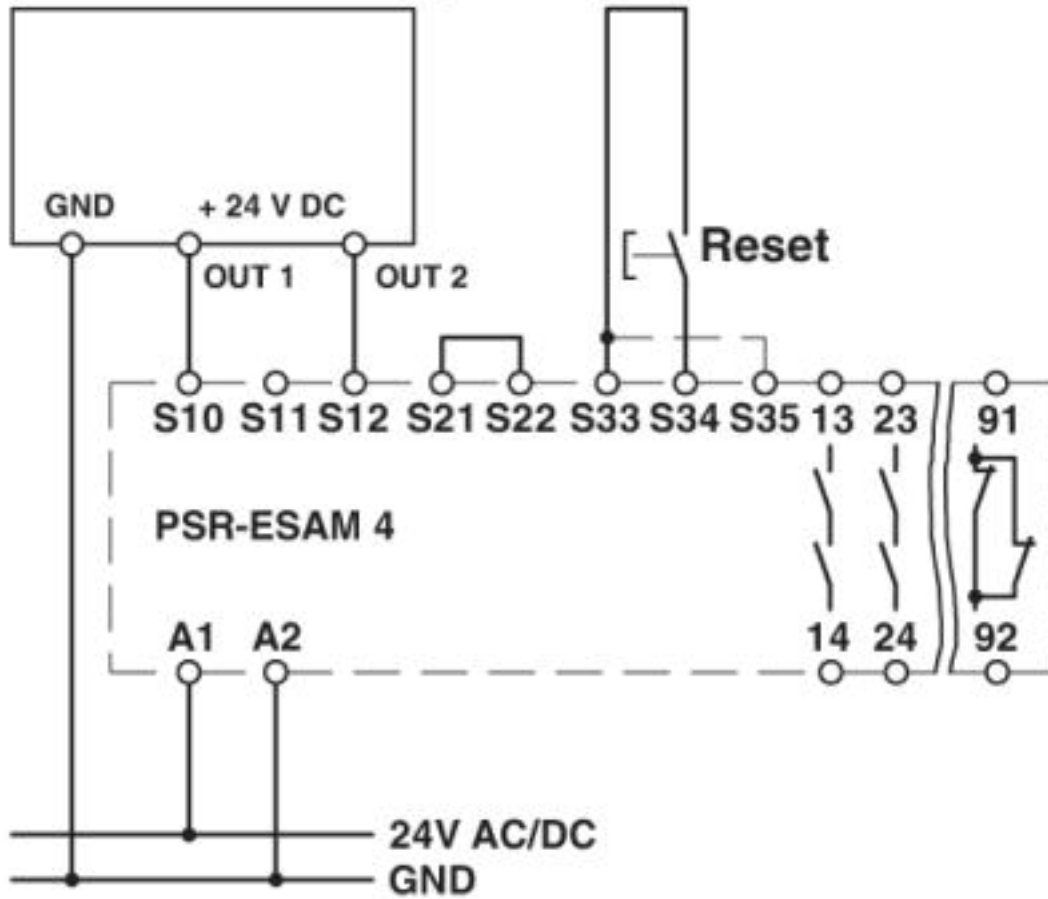 GND + 24 V DC
OUT 1 OUT 2
Reset
S10 S11 S12 S21 S22 S33 S34 S35 13 23 91
PSR-ESAM 4
A1 A2 14 24 92
24V AC/DC
GND